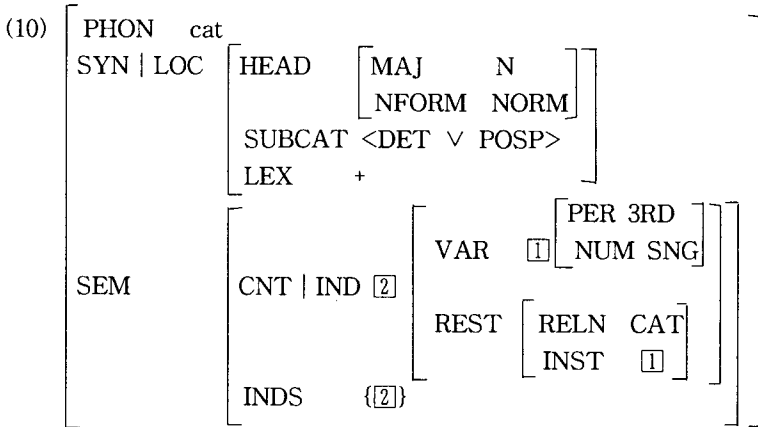 (10) PHON cat
SYN | LOC HEAD MAJ N
NFORM NORM
SUBCAT <DET ∨ POSP>
LEX +
PER 3RD
VAR 1 NUM SNG
SEM CNT | IND 2
REST RELN CAT
INST 1
INDS {2}